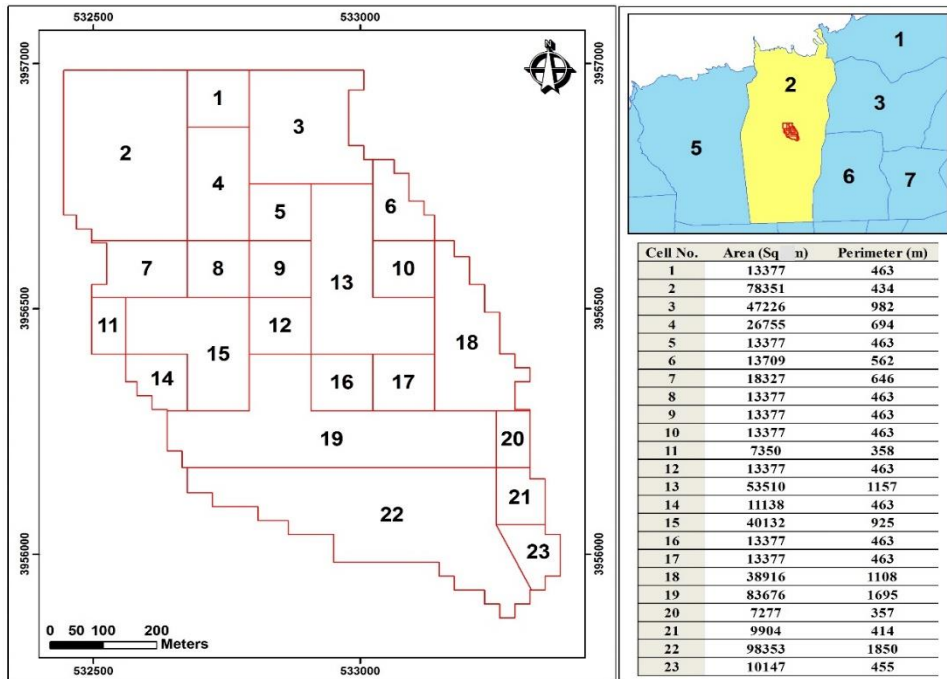 532500 533000
3957000 3957000
1
2
3
4
5
6
7 8 9 10
13
11 12
15
18
14 16 17
19 20
21
22
23
3956500 3956500
3956000 3956000
0 50 100 200
Meters
532500 533000
N
1
2
3
5
6
7
Cell No. Area (Sq m) Perimeter (m)
1 13377 463
2 78351 434
3 47226 982
4 26755 694
5 13377 463
6 13709 562
7 18327 646
8 13377 463
9 13377 463
10 13377 463
11 7350 358
12 13377 463
13 53510 1157
14 11138 463
15 40132 925
16 13377 463
17 13377 463
18 38916 1108
19 83676 1695
20 7277 357
21 9904 414
22 98353 1850
23 10147 455